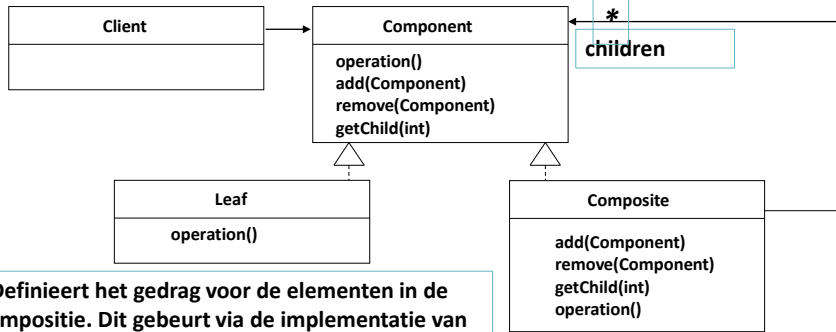 Client
Component
*
children
operation()
add(Component)
remove(Component)
getChild(int)
Leaf
operation()
Composite
add(Component)
remove(Component)
getChild(int)
operation()
Definieert het gedrag voor de elementen in de
mpositie. Dit gebeurt via de implementatie van